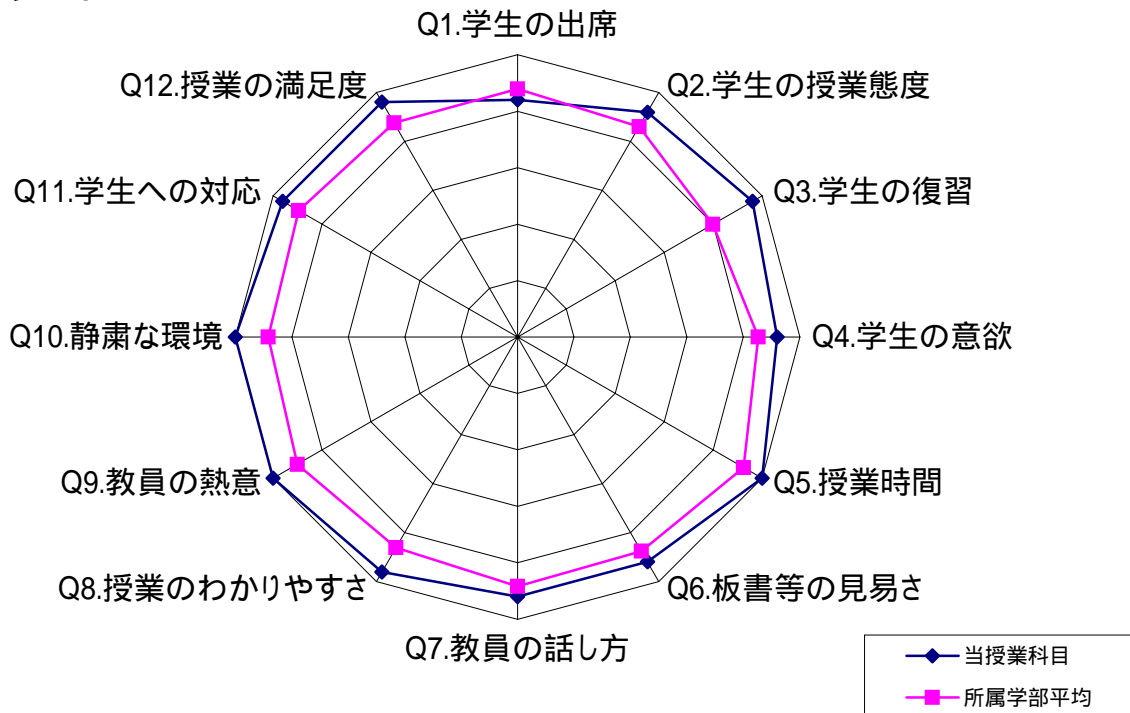 Q1.学生の出席
Q12.授業の満足度
Q2.学生の授業態度
Q11.学生への対応
Q3.学生の復習
Q10.静粛な環境
Q4.学生の意欲
Q9.教員の熱意
Q5.授業時間
Q8.授業のわかりやすさ
Q6.板書等の見易さ
Q7.教員の話し方
当授業科目
所属学部平均